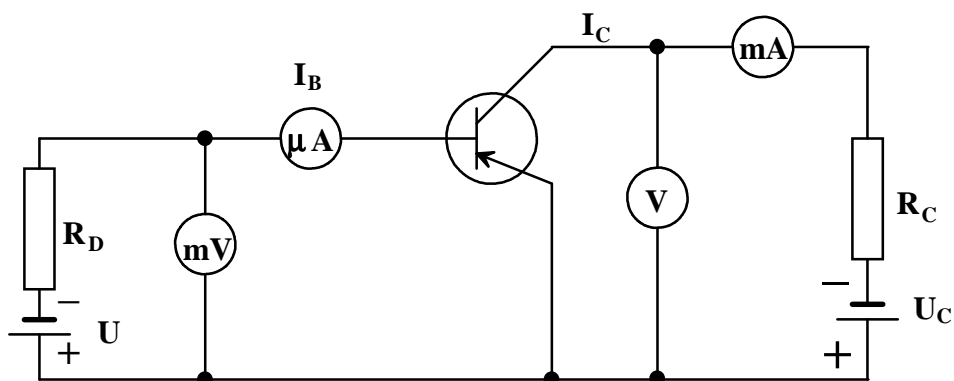 I_C
mA
I_B
μA
V
R_C
R_D
mV
−
−
U
U_C
+
+